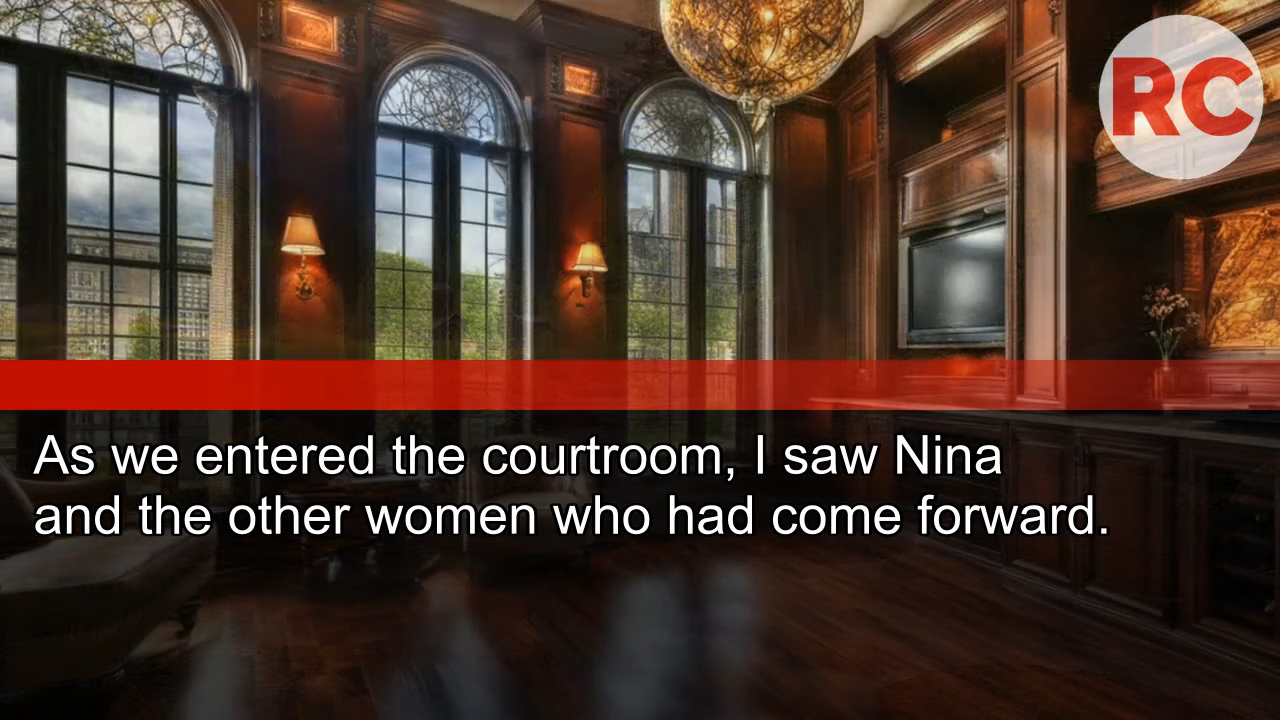 RC
As we entered the courtroom, I saw Nina
and the other women who had come forward.